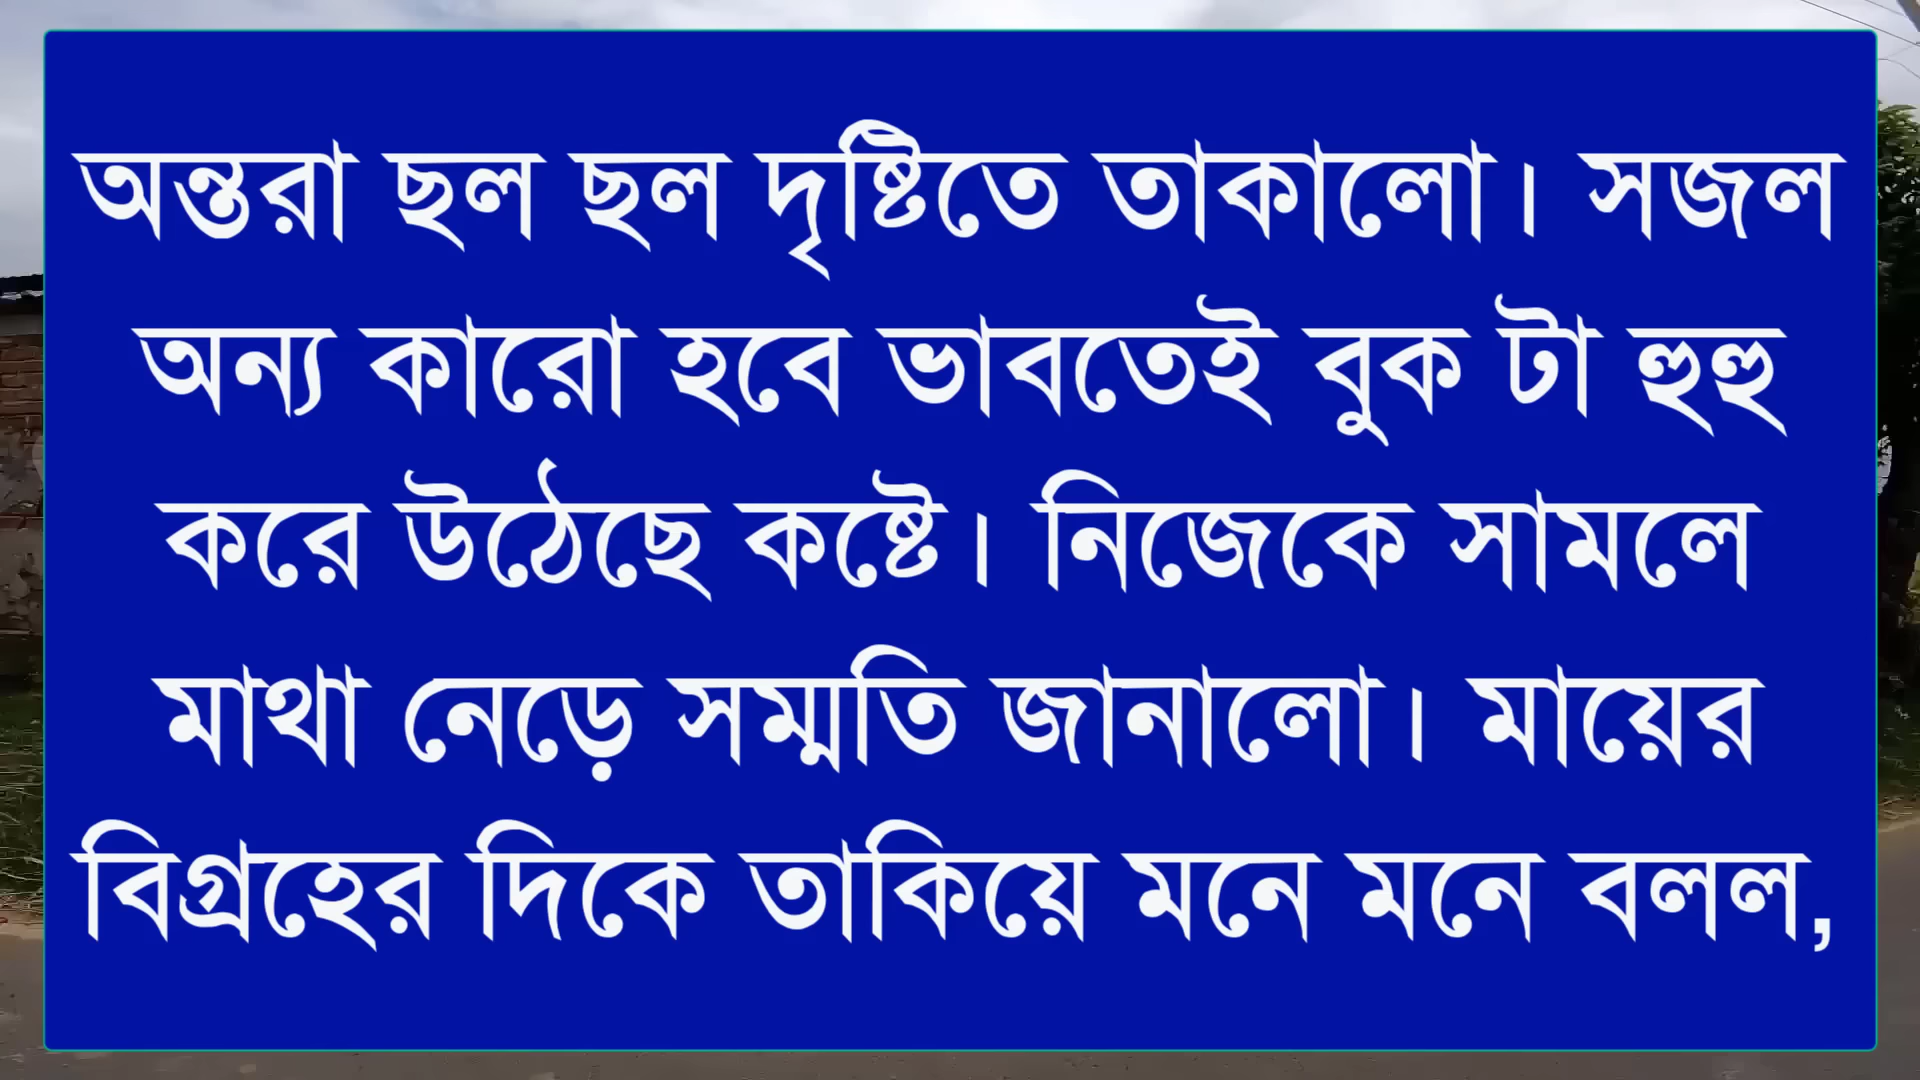 অন্তরা ছল ছল দৃষ্টিতে তাকালো। সজল
অন্য কারো হবে ভাবতেই বুক টা হুহু
করে উঠেছে কষ্টে। নিজেকে সামলে
মাথা নেড়ে সম্মতি জানালো। মায়ের
বিগ্রহের দিকে তাকিয়ে মনে মনে বলল,